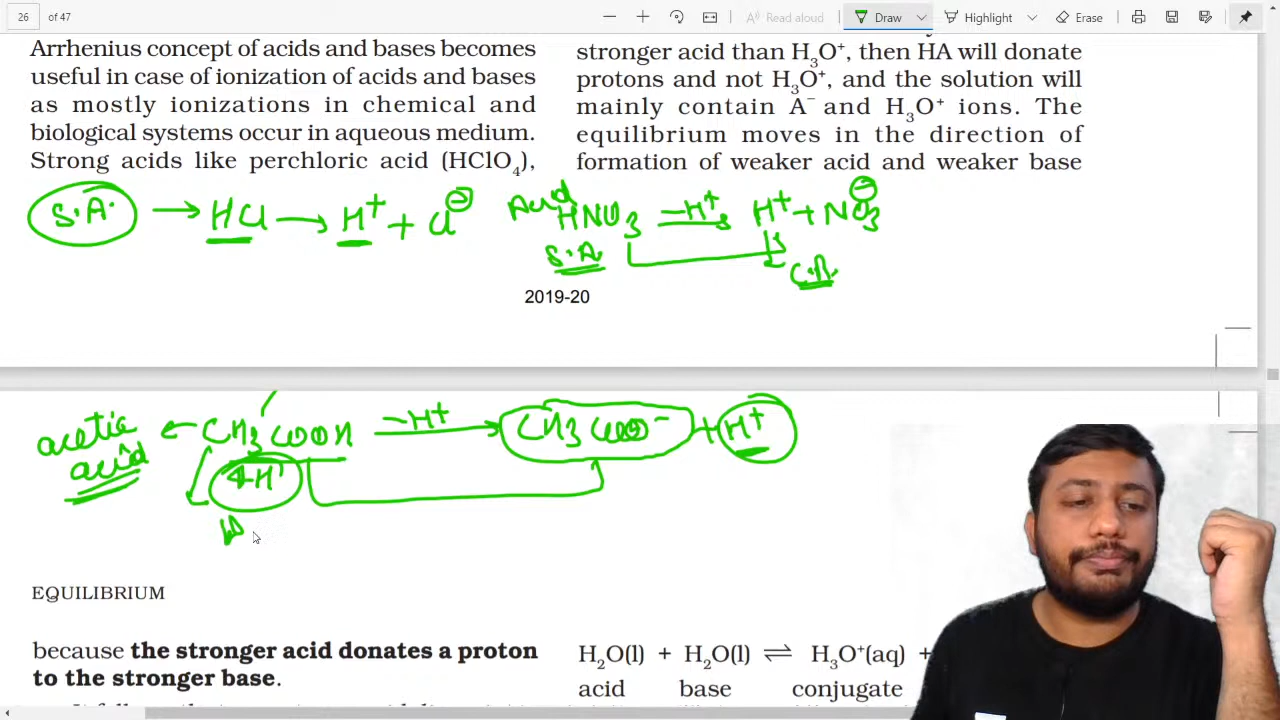 26 of 47 Read aloud Draw Highlight Erase
Arrhenius concept of acids and bases becomes
useful in case of ionization of acids and bases
as mostly ionizations in chemical and
biological systems occur in aqueous medium.
Strong acids like perchloric acid (HClO₄),
stronger acid than H₃O⁺, then HA will donate
protons and not H₃O⁺, and the solution will
mainly contain A⁻ and H₃O⁺ ions. The
equilibrium moves in the direction of
formation of weaker acid and weaker base
S.A. → HCl → H⁺ + Cl⊖
Acid HNO₃ –H⁺→ H⁺ + NO₃⊖
S.A.
2019-20
acetic acid ← CH₃COOH –H⁺→ CH₃COO⁻ + H⁺
EQUILIBRIUM
because the stronger acid donates a proton
to the stronger base.
H₂O(l) + H₂O(l) ⇌ H₃O⁺(aq) +
acid base conjugate